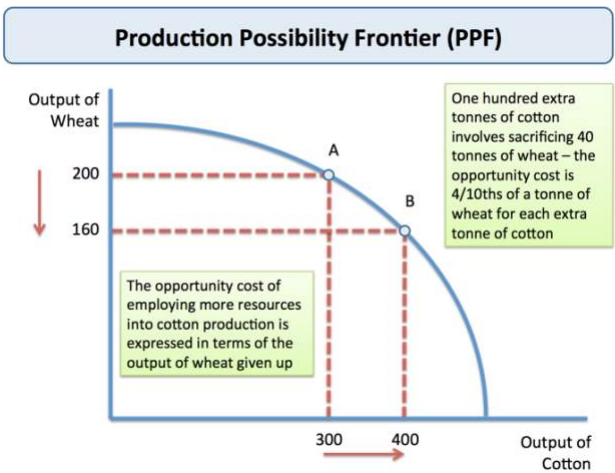 Production Possibility Frontier (PPF)
Output of
Wheat
One hundred extra
tonnes of cotton
involves sacrificing 40
tonnes of wheat – the
opportunity cost is
4/10ths of a tonne of
wheat for each extra
tonne of cotton
A
200
B
160
The opportunity cost of
employing more resources
into cotton production is
expressed in terms of the
output of wheat given up
300
400
Output of
Cotton